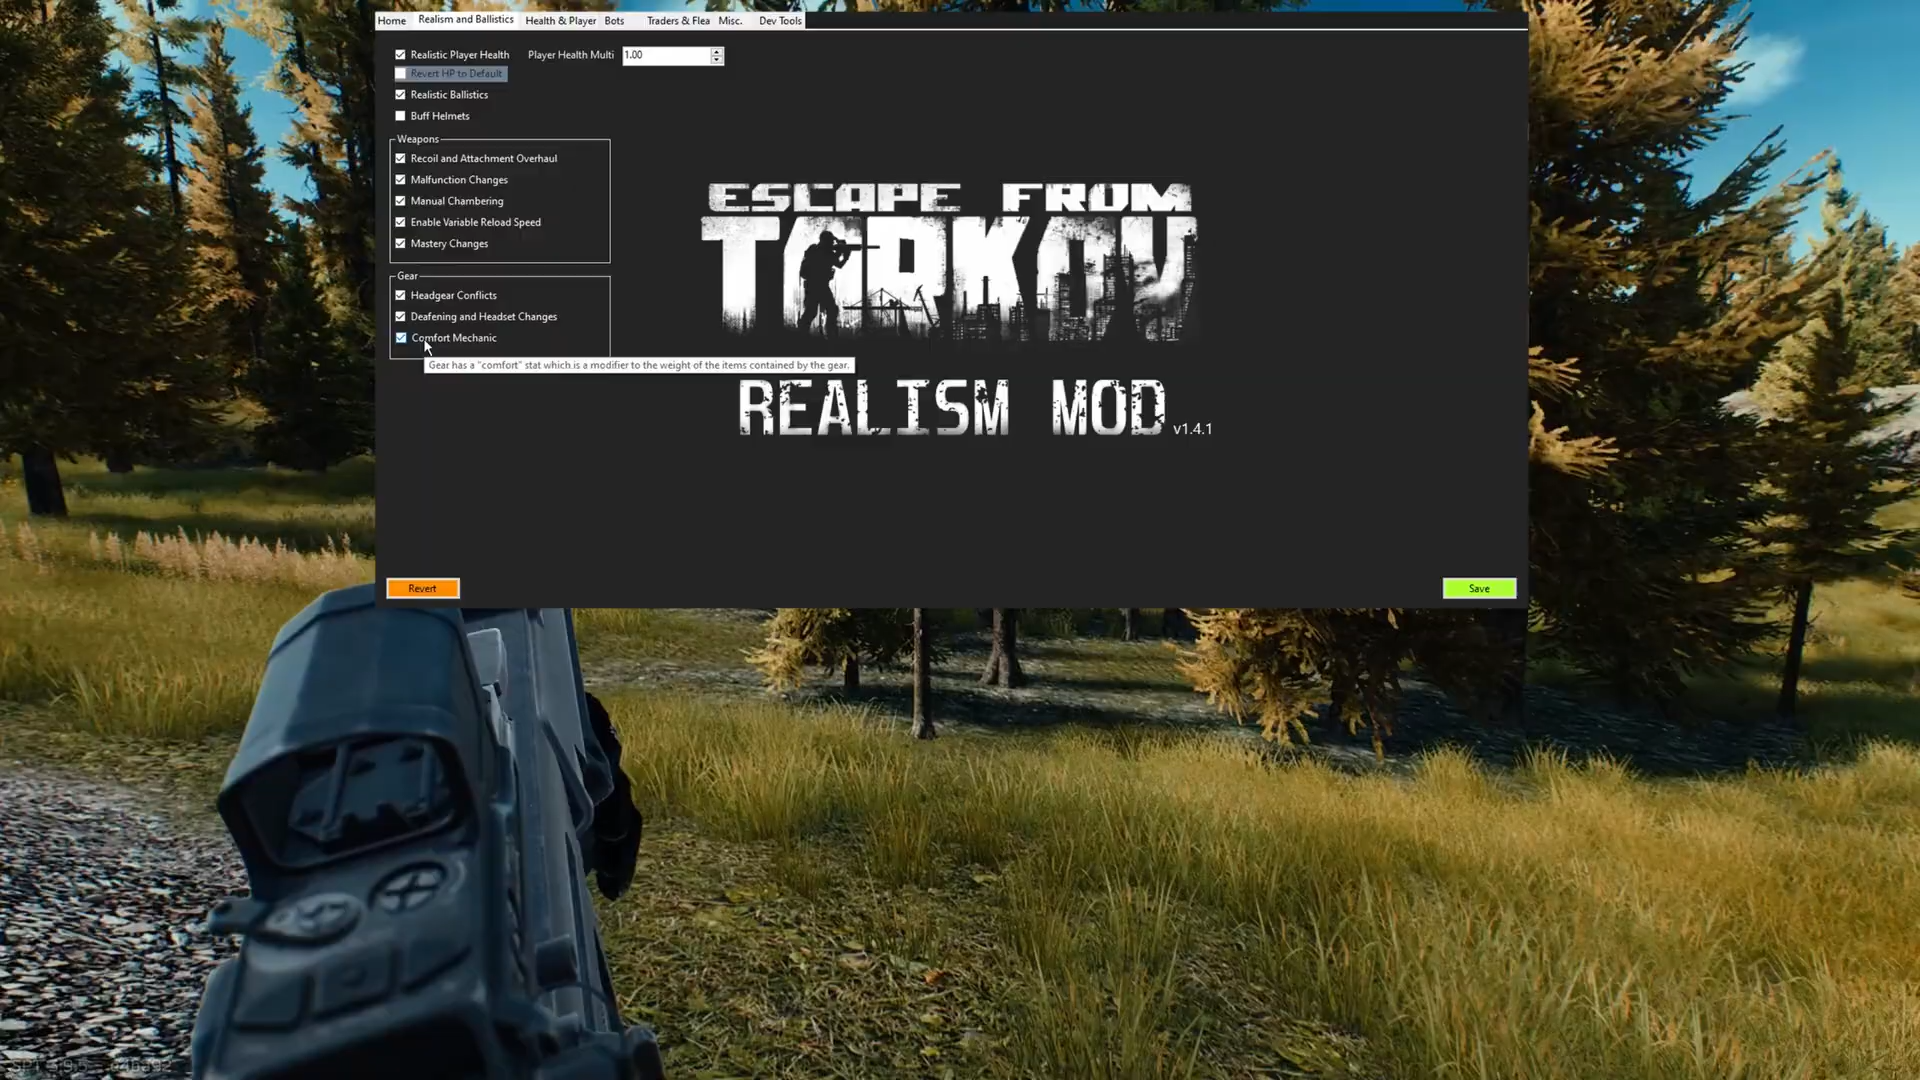 Home Realism and Ballistics Health & Player Bots Traders & Flea Misc. Dev Tools
Realistic Player Health Player Health Multi 1.00
Revert HP to Default
Realistic Ballistics
Buff Helmets
Weapons
Recoil and Attachment Overhaul
Malfunction Changes
Manual Chambering
Enable Variable Reload Speed
Mastery Changes
Gear
Headgear Conflicts
Deafening and Headset Changes
Comfort Mechanic
Gear has a "comfort" stat which is a modifier to the weight of the items contained by the gear.
ESCAPE FROM
TARKOV
REALISM MOD v1.4.1
Revert
Save